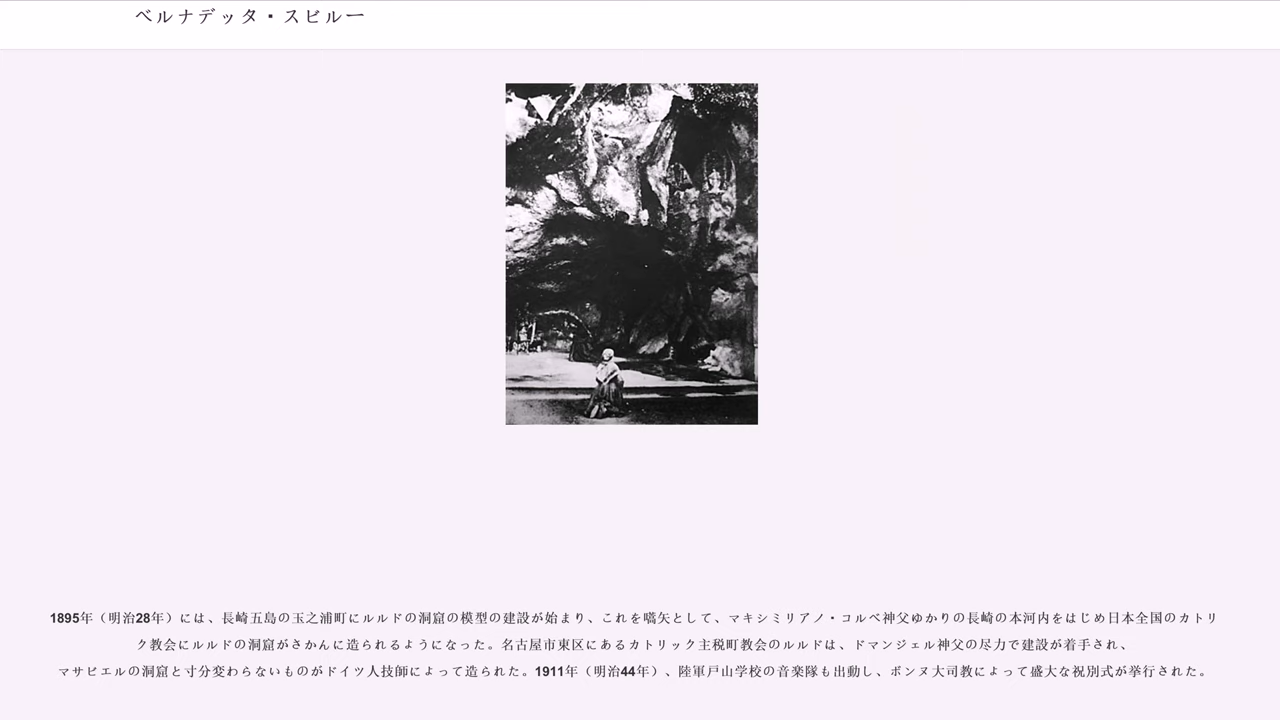 ベルナデッタ・スビルー
1895年（明治28年）には、長崎五島の玉之浦町にルルドの洞窟の模型の建設が始まり、これを嚆矢として、マキシミリアノ・コルベ神父ゆかりの長崎の本河内をはじめ日本全国のカトリ
ク教会にルルドの洞窟がさかんに造られるようになった。名古屋市東区にあるカトリック主税町教会のルルドは、ドマンジェル神父の尽力で建設が着手され、
マサビエルの洞窟と寸分変わらないものがドイツ人技師によって造られた。1911年（明治44年）、陸軍戸山学校の音楽隊も出動し、ボンヌ大司教によって盛大な祝別式が挙行された。